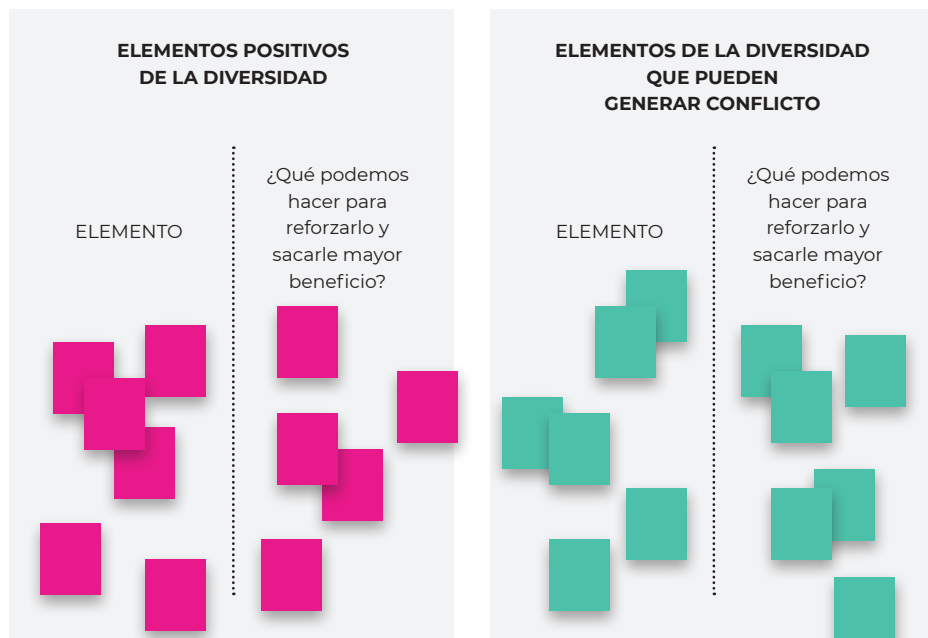 ELEMENTOS POSITIVOS
DE LA DIVERSIDAD
ELEMENTO
¿Qué podemos
hacer para
reforzarlo y
sacarle mayor
beneficio?
ELEMENTOS DE LA DIVERSIDAD
QUE PUEDEN
GENERAR CONFLICTO
ELEMENTO
¿Qué podemos
hacer para
reforzarlo y
sacarle mayor
beneficio?